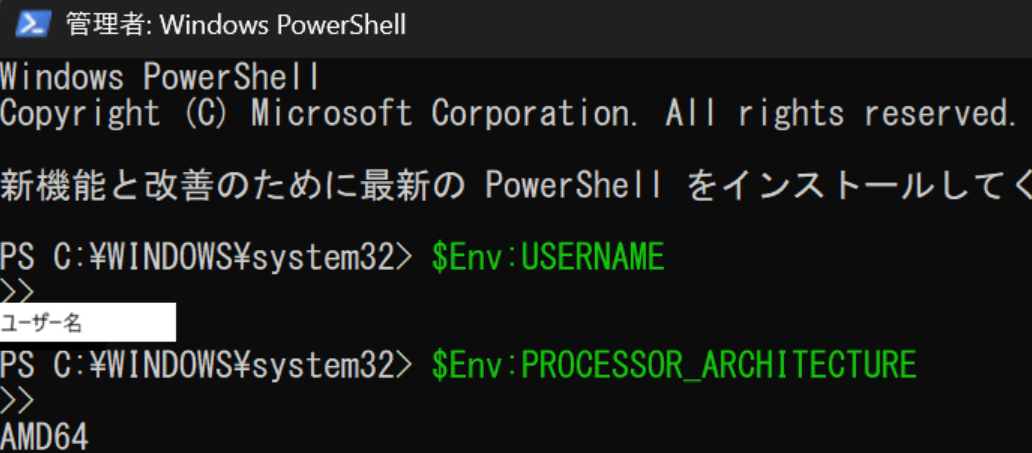 管理者: Windows PowerShell
Windows PowerShell
Copyright (C) Microsoft Corporation. All rights reserved.
新機能と改善のために最新の PowerShell をインストールしてく
PS C:¥WINDOWS¥system32> $Env:USERNAME
>>
ユーザー名
PS C:¥WINDOWS¥system32> $Env:PROCESSOR_ARCHITECTURE
>>
AMD64